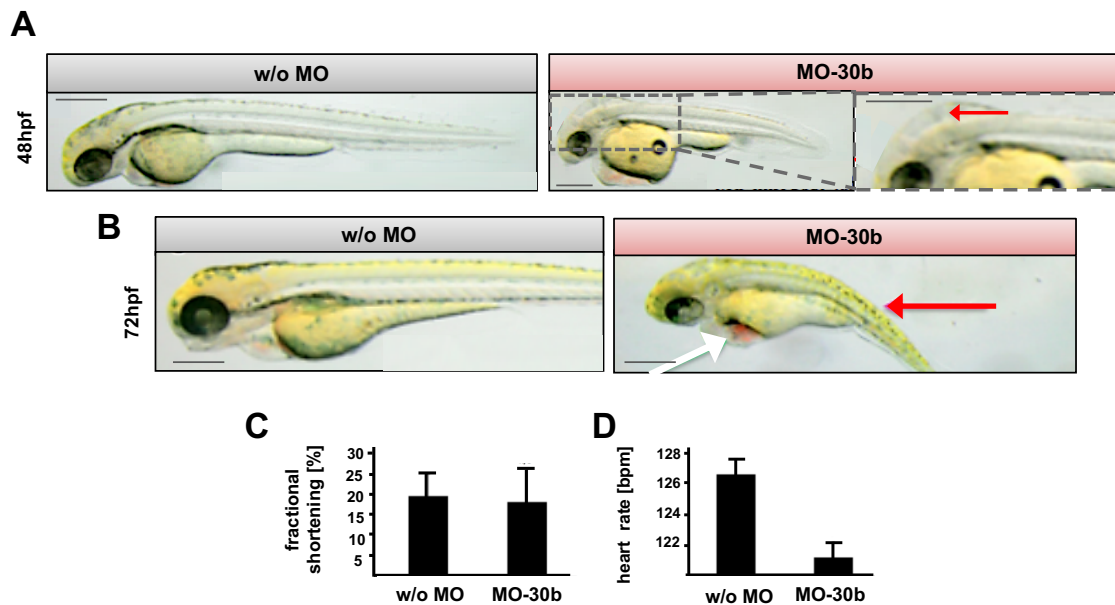 A
w/o MO
MO-30b
48hpf
B
w/o MO
MO-30b
72hpf
C
fractional
shortening [%]
30
25
20
15
10
5
w/o MO
MO-30b
D
heart rate [bpm]
128
126
124
122
w/o MO
MO-30b